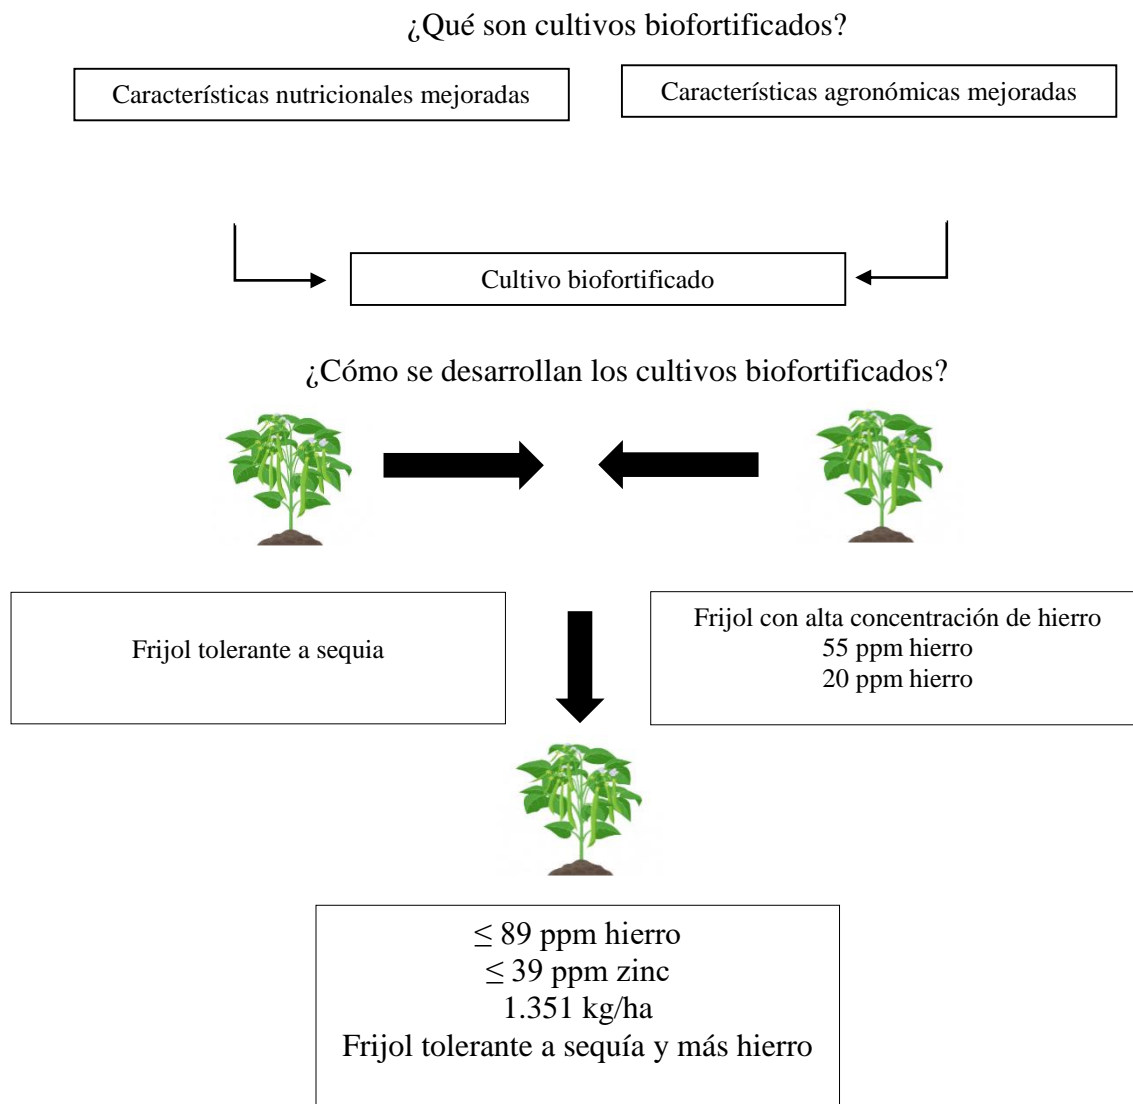 ¿Qué son cultivos biofortificados?
Características nutricionales mejoradas
Características agronómicas mejoradas
Cultivo biofortificado
¿Cómo se desarrollan los cultivos biofortificados?
Frijol tolerante a sequia
Frijol con alta concentración de hierro
55 ppm hierro
20 ppm hierro
≤ 89 ppm hierro
≤ 39 ppm zinc
1.351 kg/ha
Frijol tolerante a sequía y más hierro